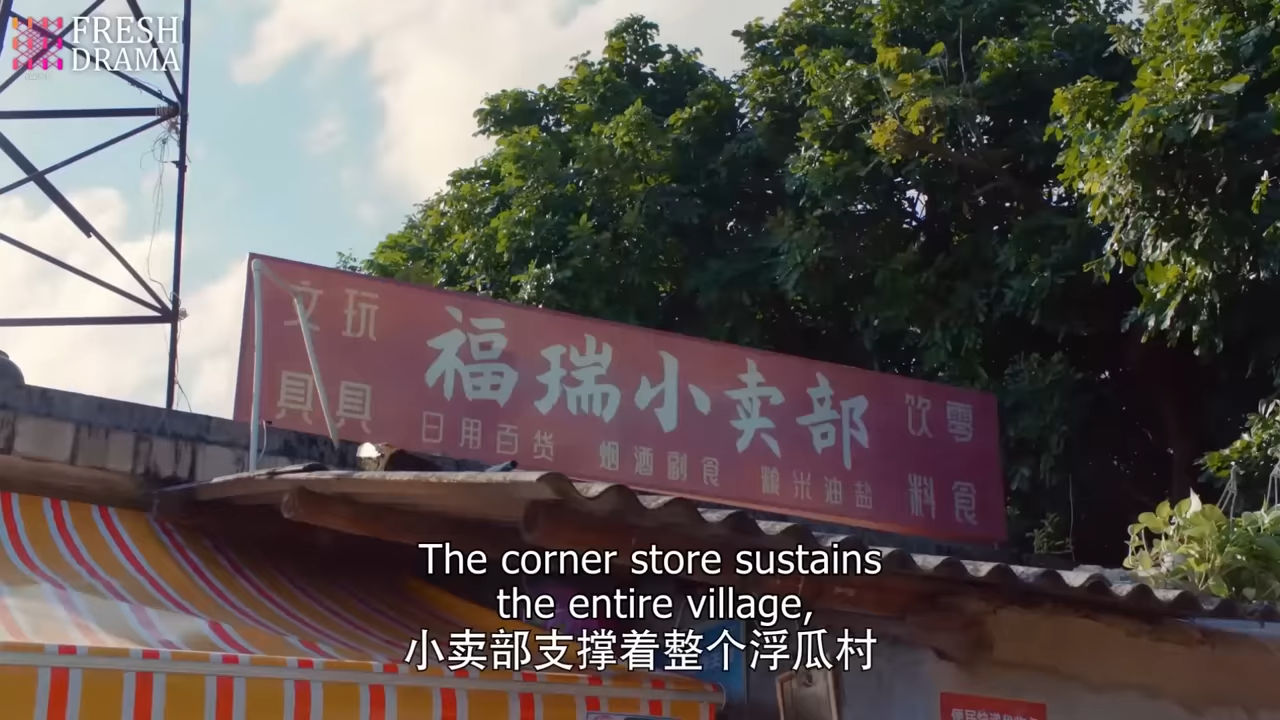 FRESH
DRAMA
文 玩
具 具
福瑞小卖部
日用百货 烟酒副食 粮米油盐
饮 零
料 食
The corner store sustains
the entire village,
小卖部支撑着整个浮瓜村